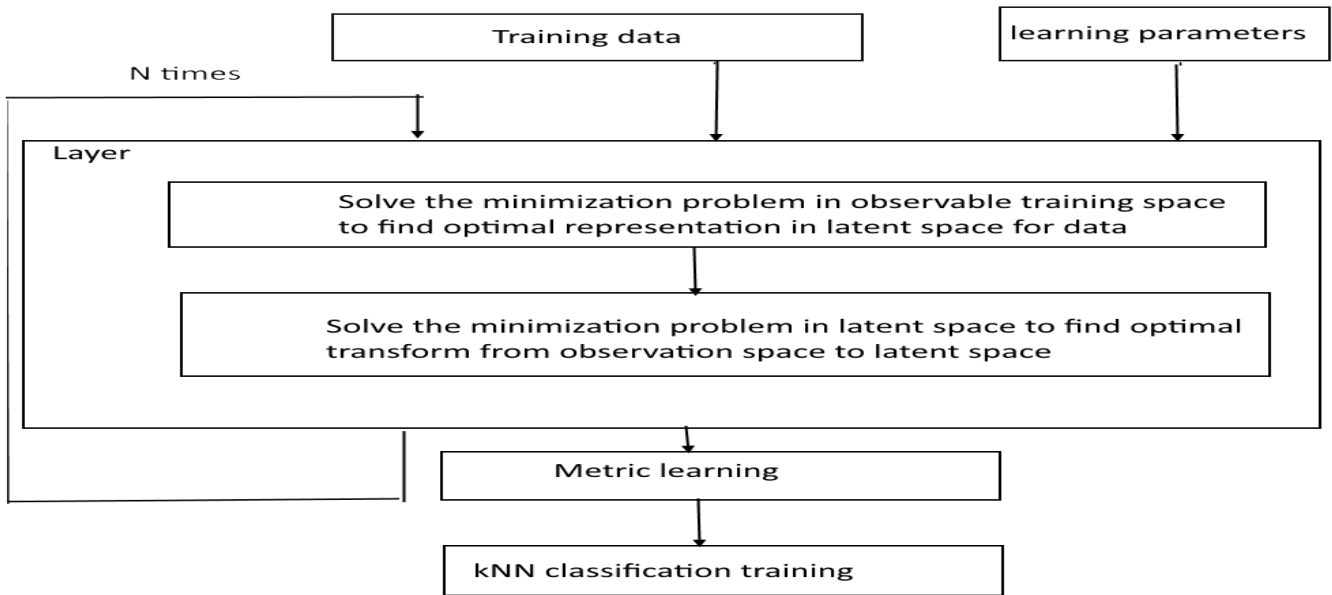 Training data
learning parameters
N times
Layer
Solve the minimization problem in observable training space
to find optimal representation in latent space for data
Solve the minimization problem in latent space to find optimal
transform from observation space to latent space
Metric learning
kNN classification training